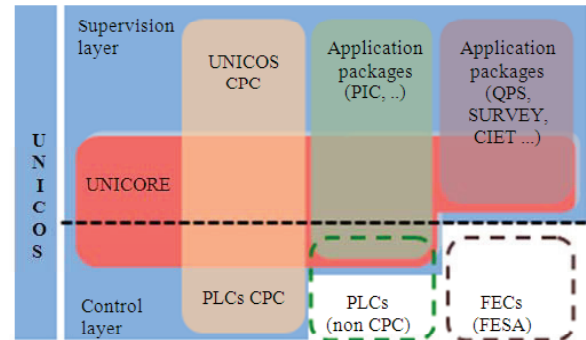 UNICOS
Supervision
layer
UNICOS
CPC
Application
packages
(PIC, ..)
Application
packages
(QPS,
SURVEY,
CIET ...)
UNICORE
Control
layer
PLCs CPC
PLCs
(non CPC)
FECs
(FESA)